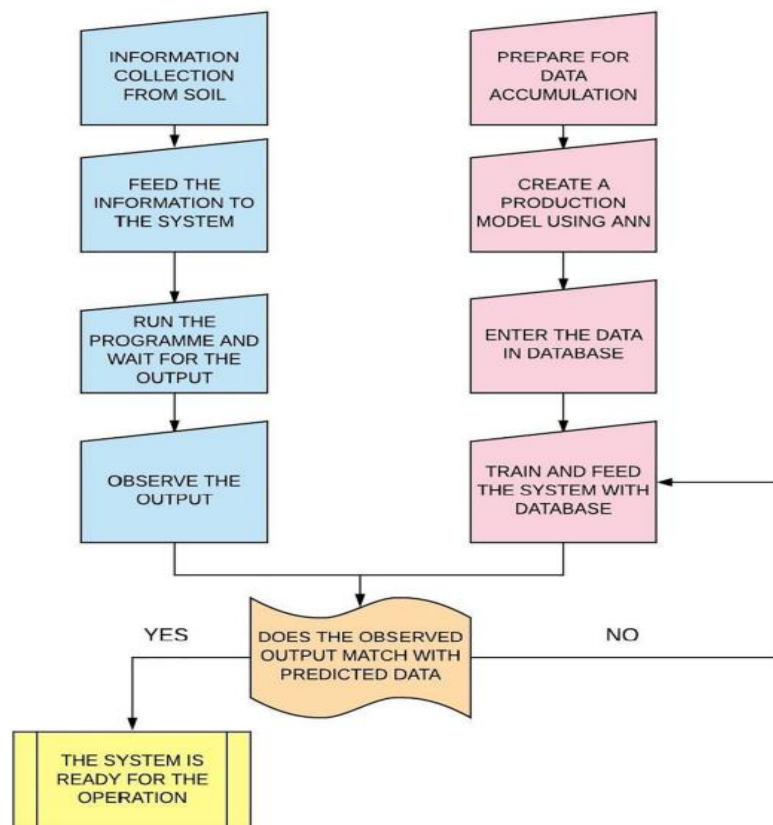 INFORMATION
COLLECTION
FROM SOIL
FEED THE
INFORMATION TO
THE SYSTEM
RUN THE
PROGRAMME AND
WAIT FOR THE
OUTPUT
OBSERVE THE
OUTPUT
PREPARE FOR
DATA
ACCUMULATION
CREATE A
PRODUCTION
MODEL USING ANN
ENTER THE DATA
IN DATABASE
TRAIN AND FEED
THE SYSTEM WITH
DATABASE
DOES THE OBSERVED
OUTPUT MATCH WITH
PREDICTED DATA
YES
NO
THE SYSTEM IS
READY FOR THE
OPERATION